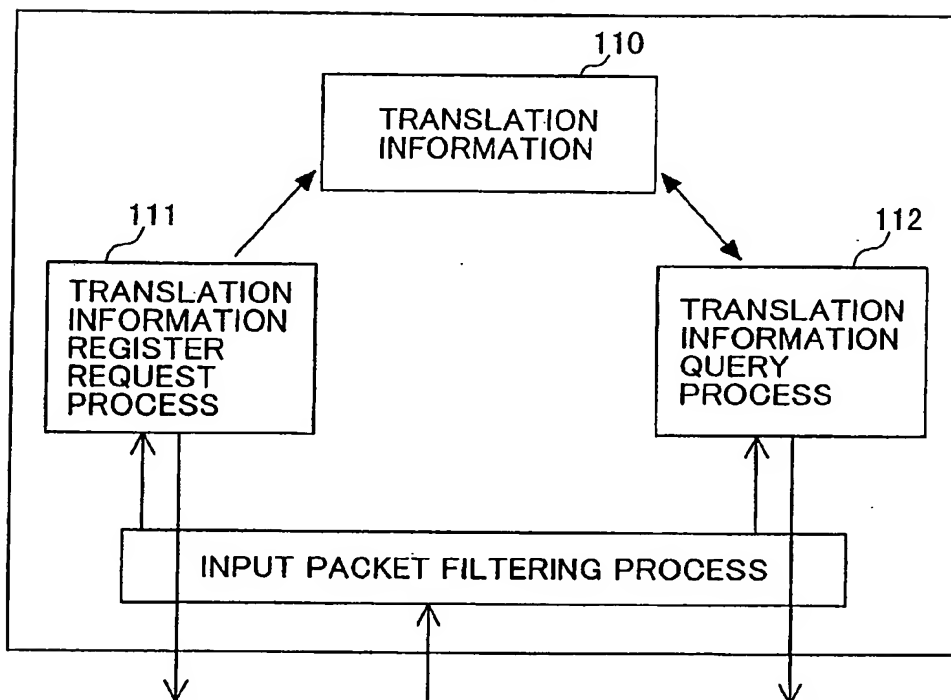 110
TRANSLATION
INFORMATION
111
TRANSLATION
INFORMATION
REGISTER
REQUEST
PROCESS
112
TRANSLATION
INFORMATION
QUERY
PROCESS
INPUT PACKET FILTERING PROCESS